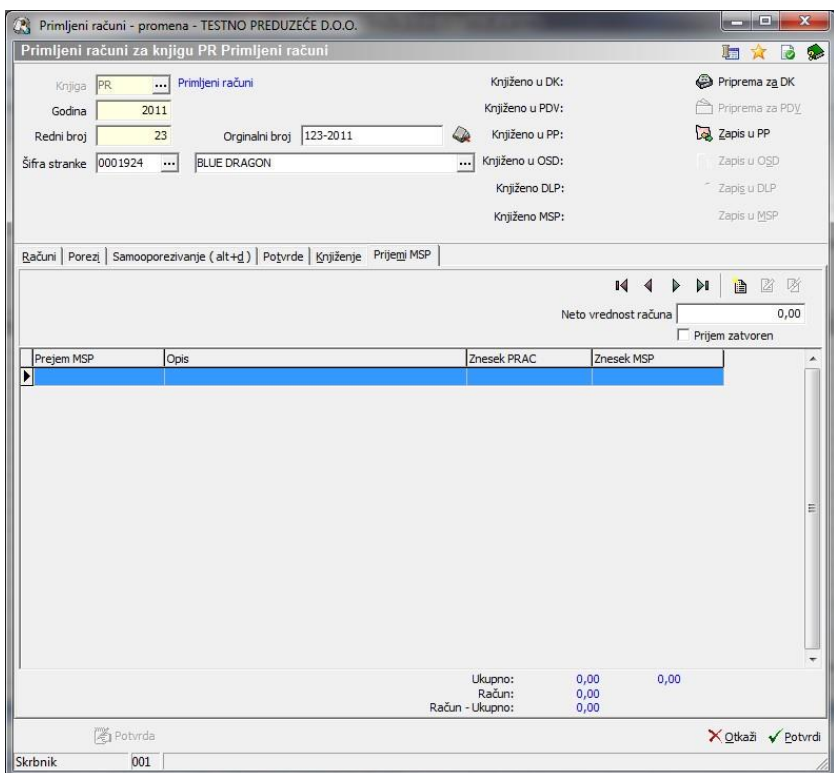 Primljeni računi - promena - TESTNO PREDUZEĆE D.O.O.
Primljeni računi za knjigu PR Primljeni računi
Knjiga PR ... Primljeni računi Knjiženo u DK: Priprema za DK
Godina 2011 Knjiženo u PDV: Priprema za PDV
Redni broj 23 Orginalni broj 123-2011 Knjiženo u PP: Zapis u PP
Šifra stranke 0001924 ... BLUE DRAGON ... Knjiženo u OSD: Zapis u OSD
Knjiženo DLP: Zapis u DLP
Knjiženo MSP: Zapis u MSP
Računi Porezi Samooporezivanje ( alt+d ) Potvrde Knjiženje Prijemi MSP
Neto vrednost računa 0,00
Prijem zatvoren
Prejem MSP Opis Znesek PRAC Znesek MSP
Ukupno: 0,00 0,00
Račun: 0,00
Račun - Ukupno: 0,00
Potvrda Otkaži Potvrdi
Skrbnik 001